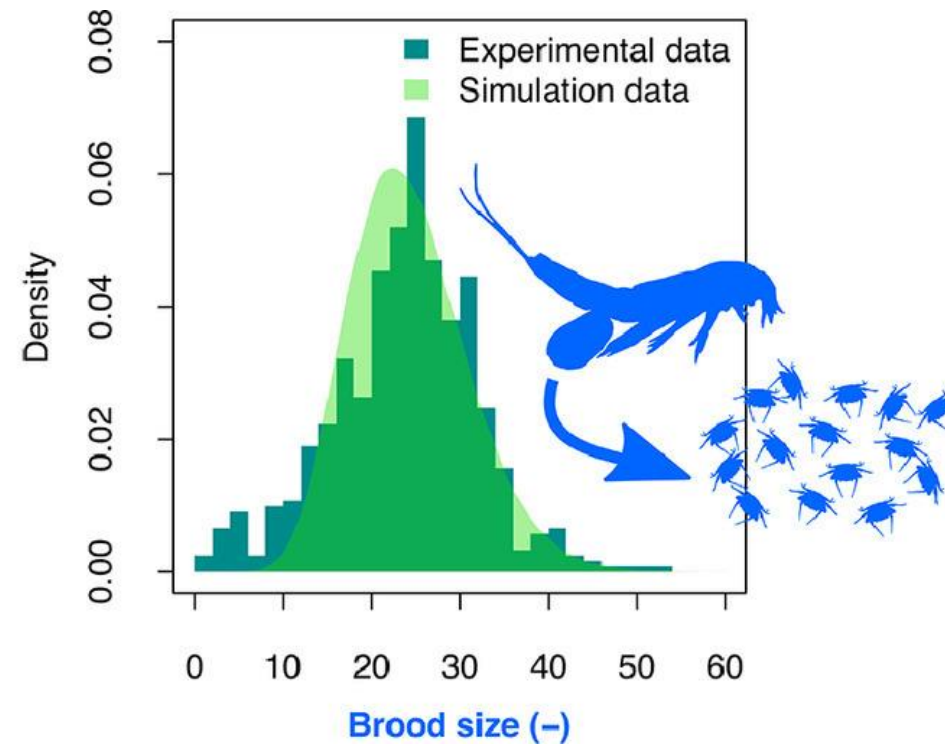 Experimental data
Simulation data
0.08
0.06
0.04
0.02
0.00
Density
0 10 20 30 40 50 60
Brood size (–)